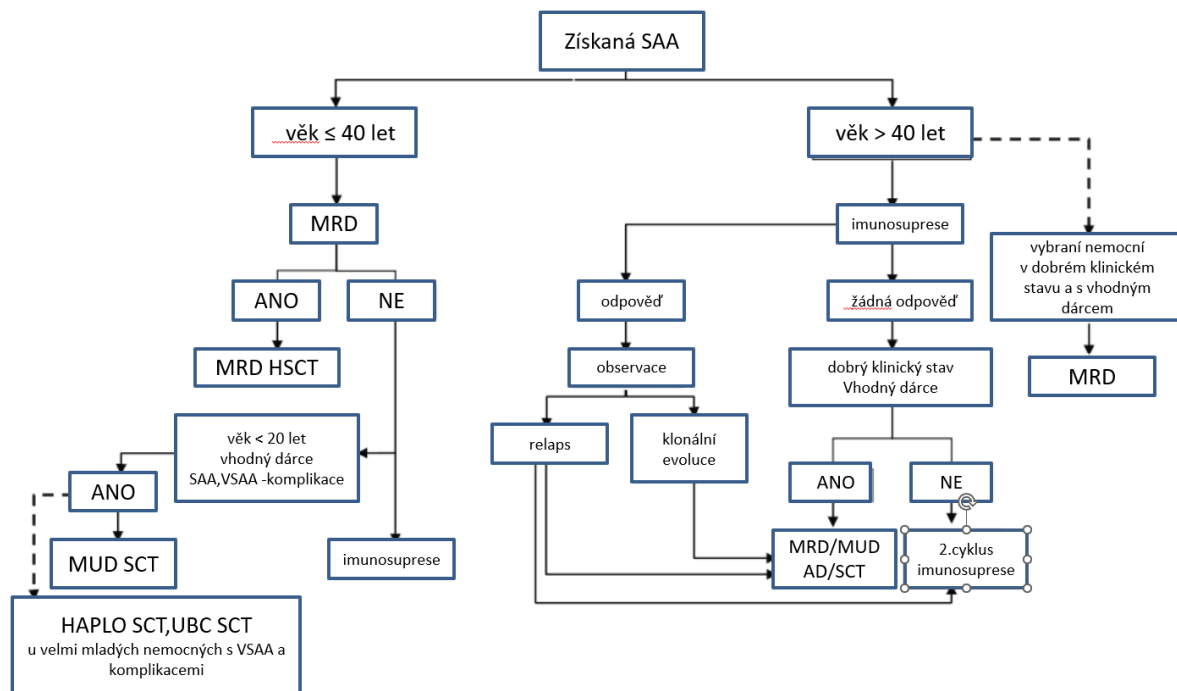 Získaná SAA
věk ≤ 40 let
věk > 40 let
MRD
imunosuprese
vybraní nemocní
v dobrém klinickém
stavu a s vhodným
dárcem
ANO
NE
odpověď
žádná odpověď
MRD HSCT
observace
dobrý klinický stav
Vhodný dárce
MRD
věk < 20 let
vhodný dárce
SAA,VSAA -komplikace
relaps
klonální
evoluce
ANO
ANO
NE
MUD SCT
imunosuprese
MRD/MUD
AD/SCT
2.cyklus
imunosuprese
HAPLO SCT,UBC SCT
u velmi mladých nemocných s VSAA a
komplikacemi